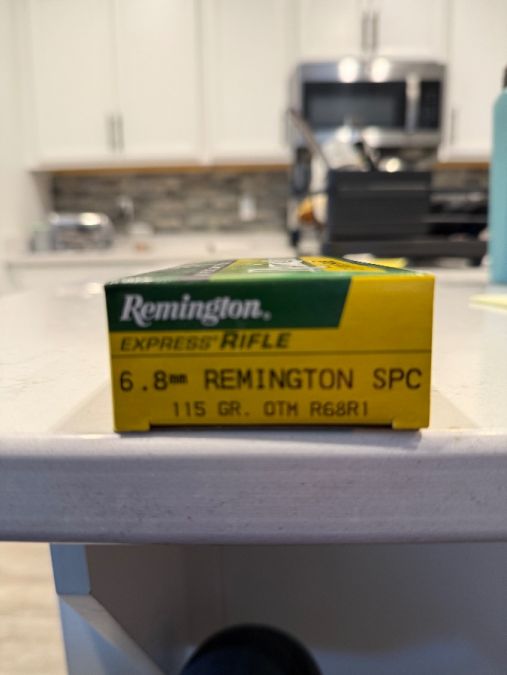 Remington.
EXPRESS® RIFLE
6.8mm REMINGTON SPC
115 GR. OTM R68R1